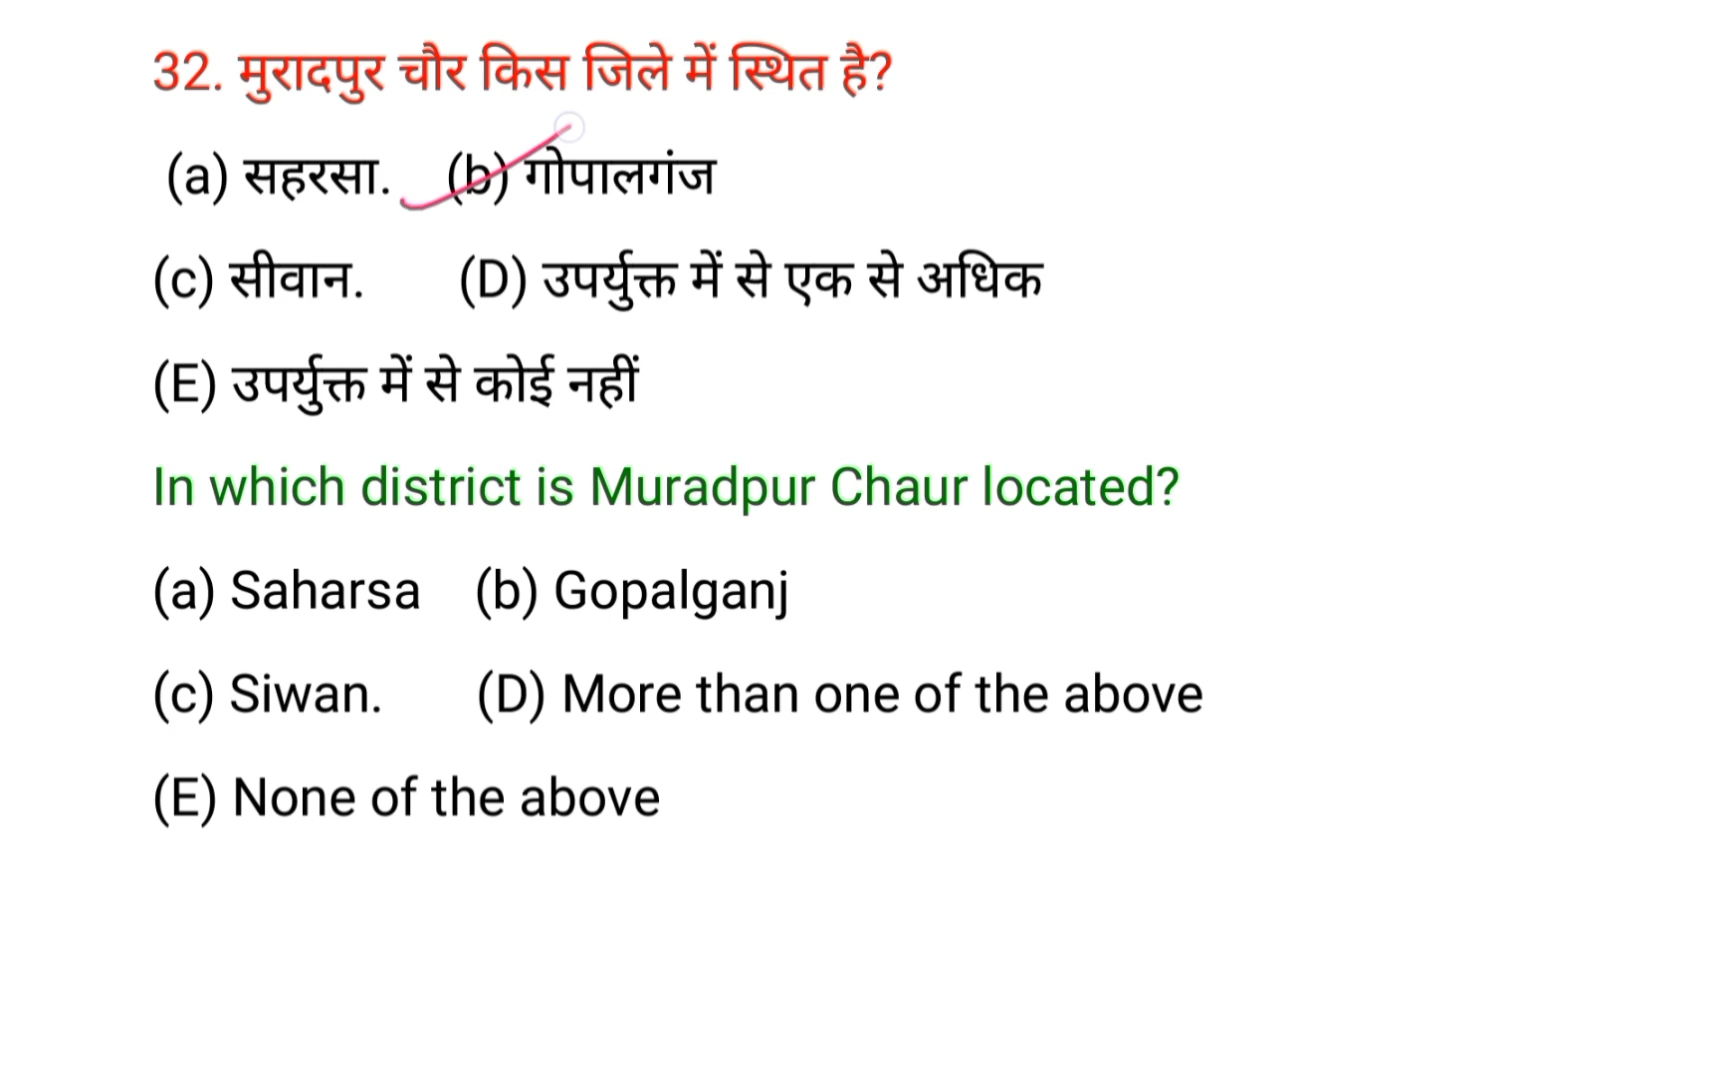 32. मुरादपुर चौर किस जिले में स्थित है?
(a) सहरसा. (b) गोपालगंज
(c) सीवान. (D) उपर्युक्त में से एक से अधिक
(E) उपर्युक्त में से कोई नहीं
In which district is Muradpur Chaur located?
(a) Saharsa (b) Gopalganj
(c) Siwan. (D) More than one of the above
(E) None of the above